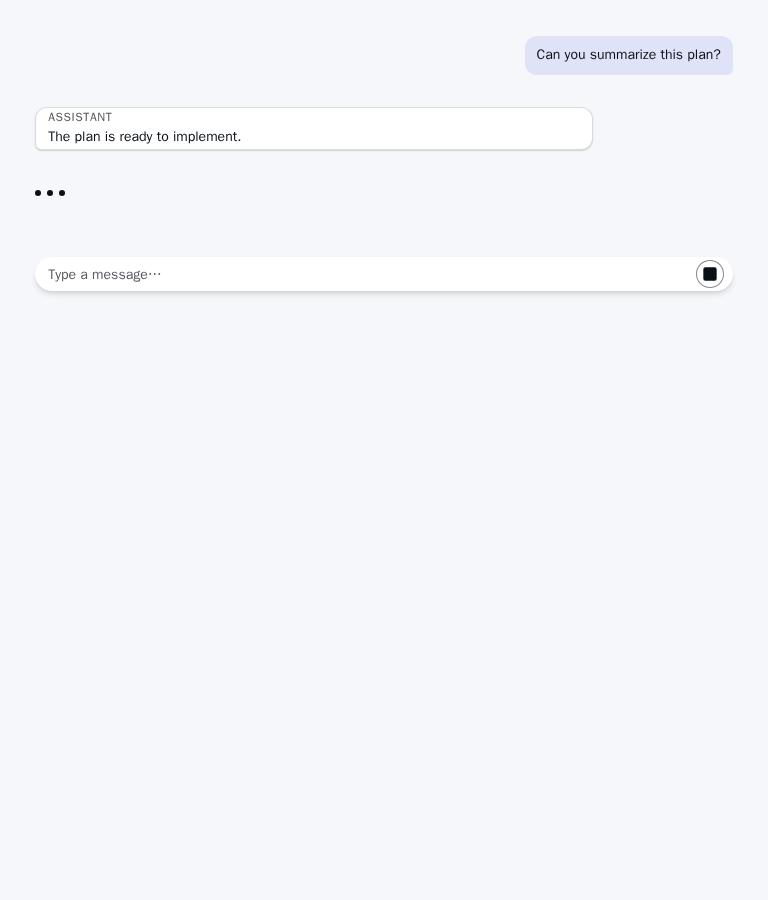 Can you summarize this plan?
ASSISTANT
The plan is ready to implement.
Type a message…